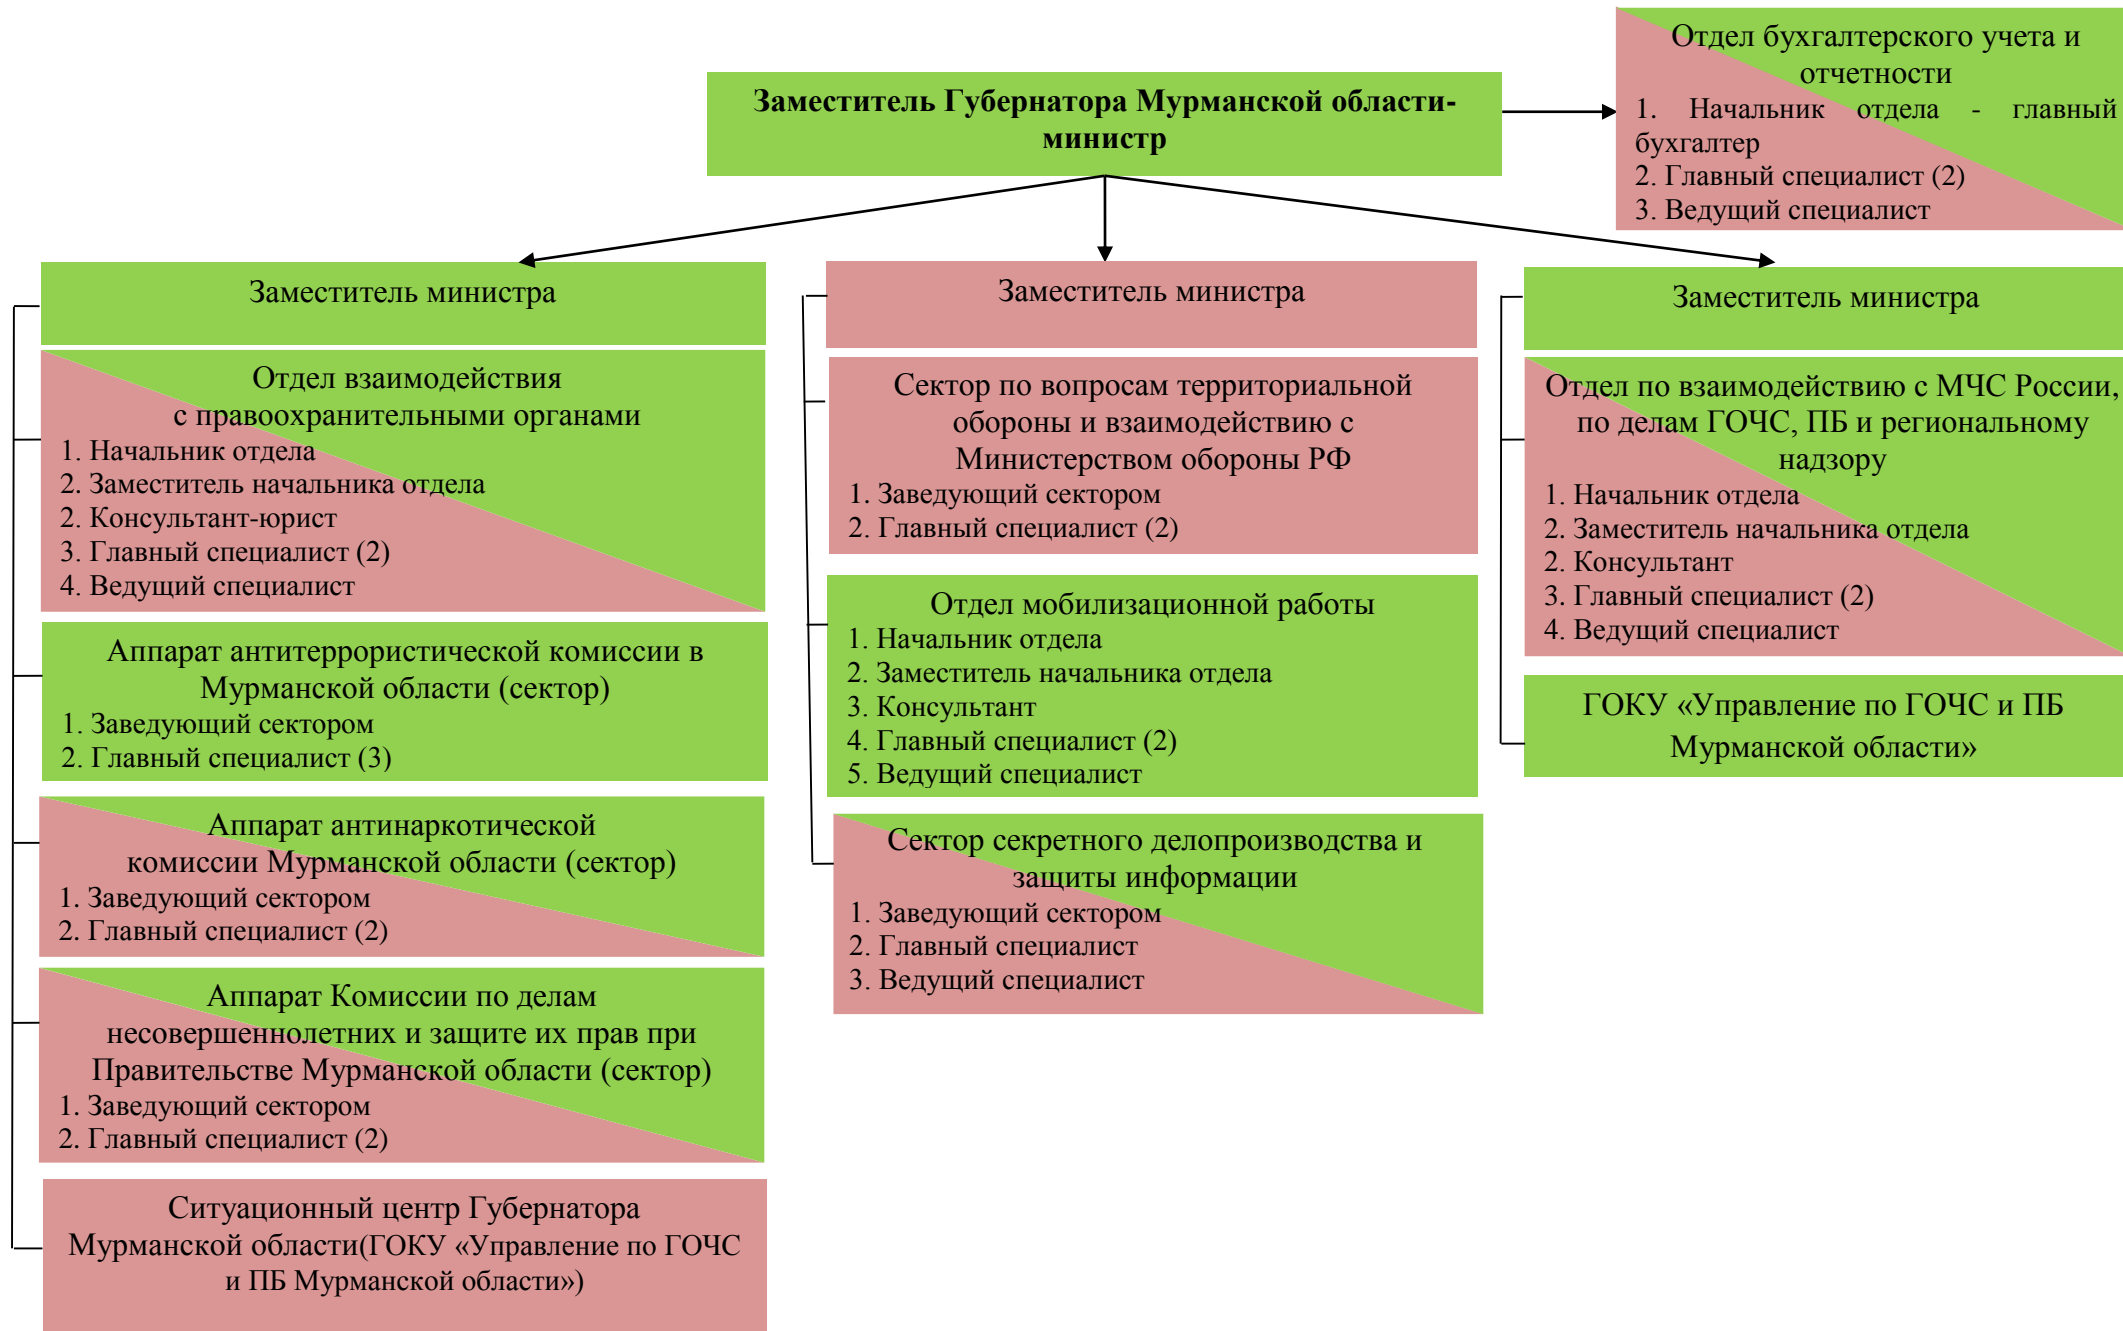 Заместитель Губернатора Мурманской области-
министр
Отдел бухгалтерского учета и
отчетности
1. Начальник отдела - главный
бухгалтер
2. Главный специалист (2)
3. Ведущий специалист
Заместитель министра
Отдел взаимодействия
с правоохранительными органами
1. Начальник отдела
2. Заместитель начальника отдела
2. Консультант-юрист
3. Главный специалист (2)
4. Ведущий специалист
Аппарат антитеррористической комиссии в
Мурманской области (сектор)
1. Заведующий сектором
2. Главный специалист (3)
Аппарат антинаркотической
комиссии Мурманской области (сектор)
1. Заведующий сектором
2. Главный специалист (2)
Аппарат Комиссии по делам
несовершеннолетних и защите их прав при
Правительстве Мурманской области (сектор)
1. Заведующий сектором
2. Главный специалист (2)
Ситуационный центр Губернатора
Мурманской области(ГОКУ «Управление по ГОЧС
и ПБ Мурманской области»)
Заместитель министра
Сектор по вопросам территориальной
обороны и взаимодействию с
Министерством обороны РФ
1. Заведующий сектором
2. Главный специалист (2)
Отдел мобилизационной работы
1. Начальник отдела
2. Заместитель начальника отдела
3. Консультант
4. Главный специалист (2)
5. Ведущий специалист
Сектор секретного делопроизводства и
защиты информации
1. Заведующий сектором
2. Главный специалист
3. Ведущий специалист
Заместитель министра
Отдел по взаимодействию с МЧС России,
по делам ГОЧС, ПБ и региональному
надзору
1. Начальник отдела
2. Заместитель начальника отдела
2. Консультант
3. Главный специалист (2)
4. Ведущий специалист
ГОКУ «Управление по ГОЧС и ПБ
Мурманской области»